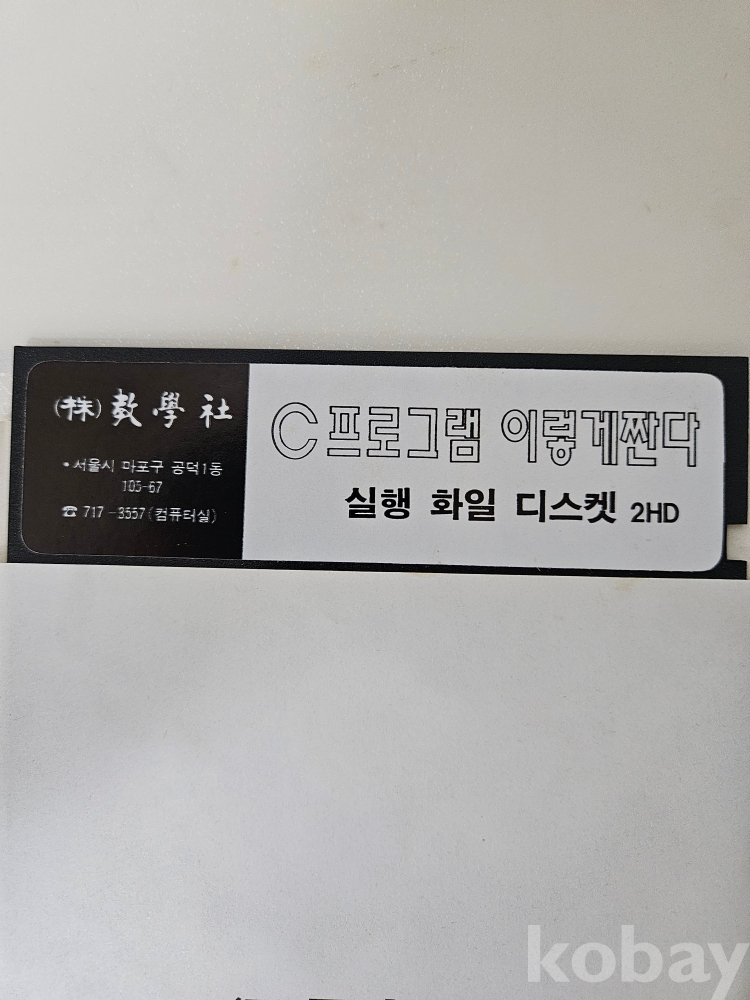 (株) 敎學社
• 서울시 마포구 공덕1동
105-67
☎ 717-3557 (컴퓨터실)
C 프로그램 이렇게짠다
실행 화일 디스켓 2HD
kobay